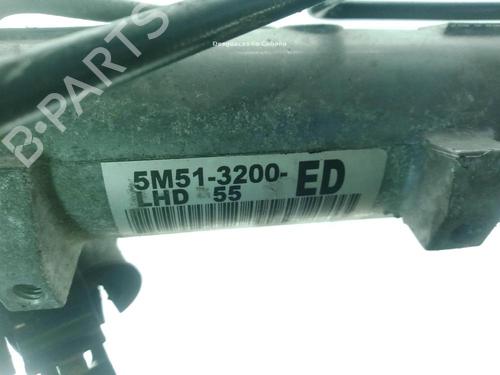 Desguaces la Cabaña
B-PARTS
5M51-3200- ED
LHD 55